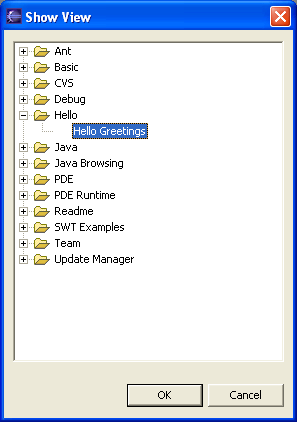 Show View
Ant
Basic
CVS
Debug
Hello
Hello Greetings
Java
Java Browsing
PDE
PDE Runtime
Readme
SWT Examples
Team
Update Manager
OK Cancel